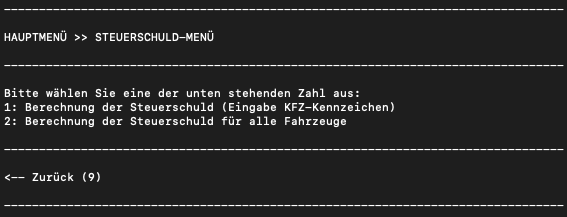 HAUPTMENÜ >> STEUERSCHULD-MENÜ
Bitte wählen Sie eine der unten stehenden Zahl aus:
1: Berechnung der Steuerschuld (Eingabe KFZ-Kennzeichen)
2: Berechnung der Steuerschuld für alle Fahrzeuge
<-- Zurück (9)